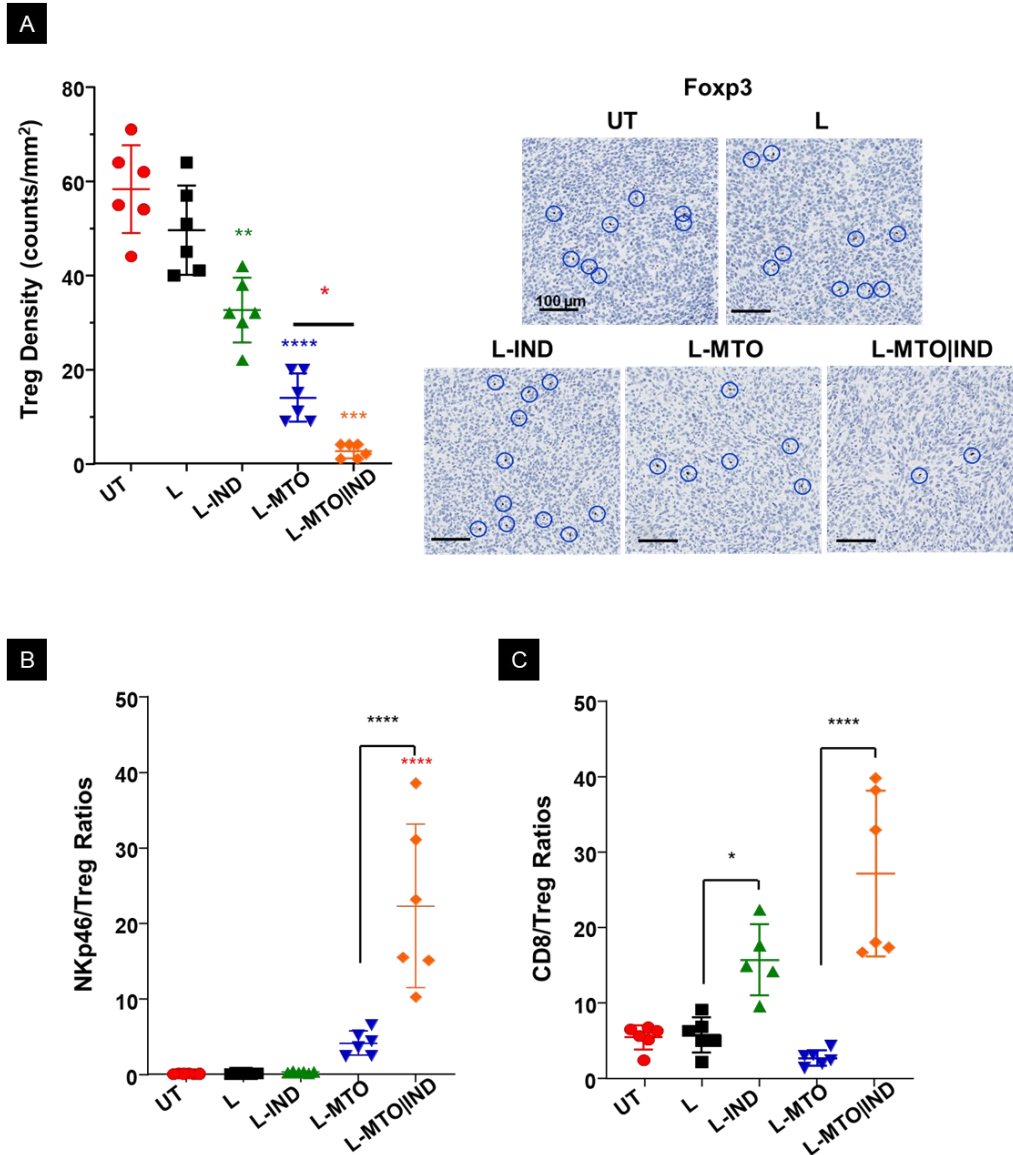 A
Treg Density (counts/mm²)
80
60
40
20
0
**
*
****
***
UT
L
L-IND
L-MTO
L-MTO|IND
Foxp3
UT
L
100 µm
L-IND
L-MTO
L-MTO|IND
B
NKp46/Treg Ratios
50
40
30
20
10
0
****
****
UT
L
L-IND
L-MTO
L-MTO|IND
C
CD8/Treg Ratios
50
40
30
20
10
0
*
****
UT
L
L-IND
L-MTO
L-MTO|IND